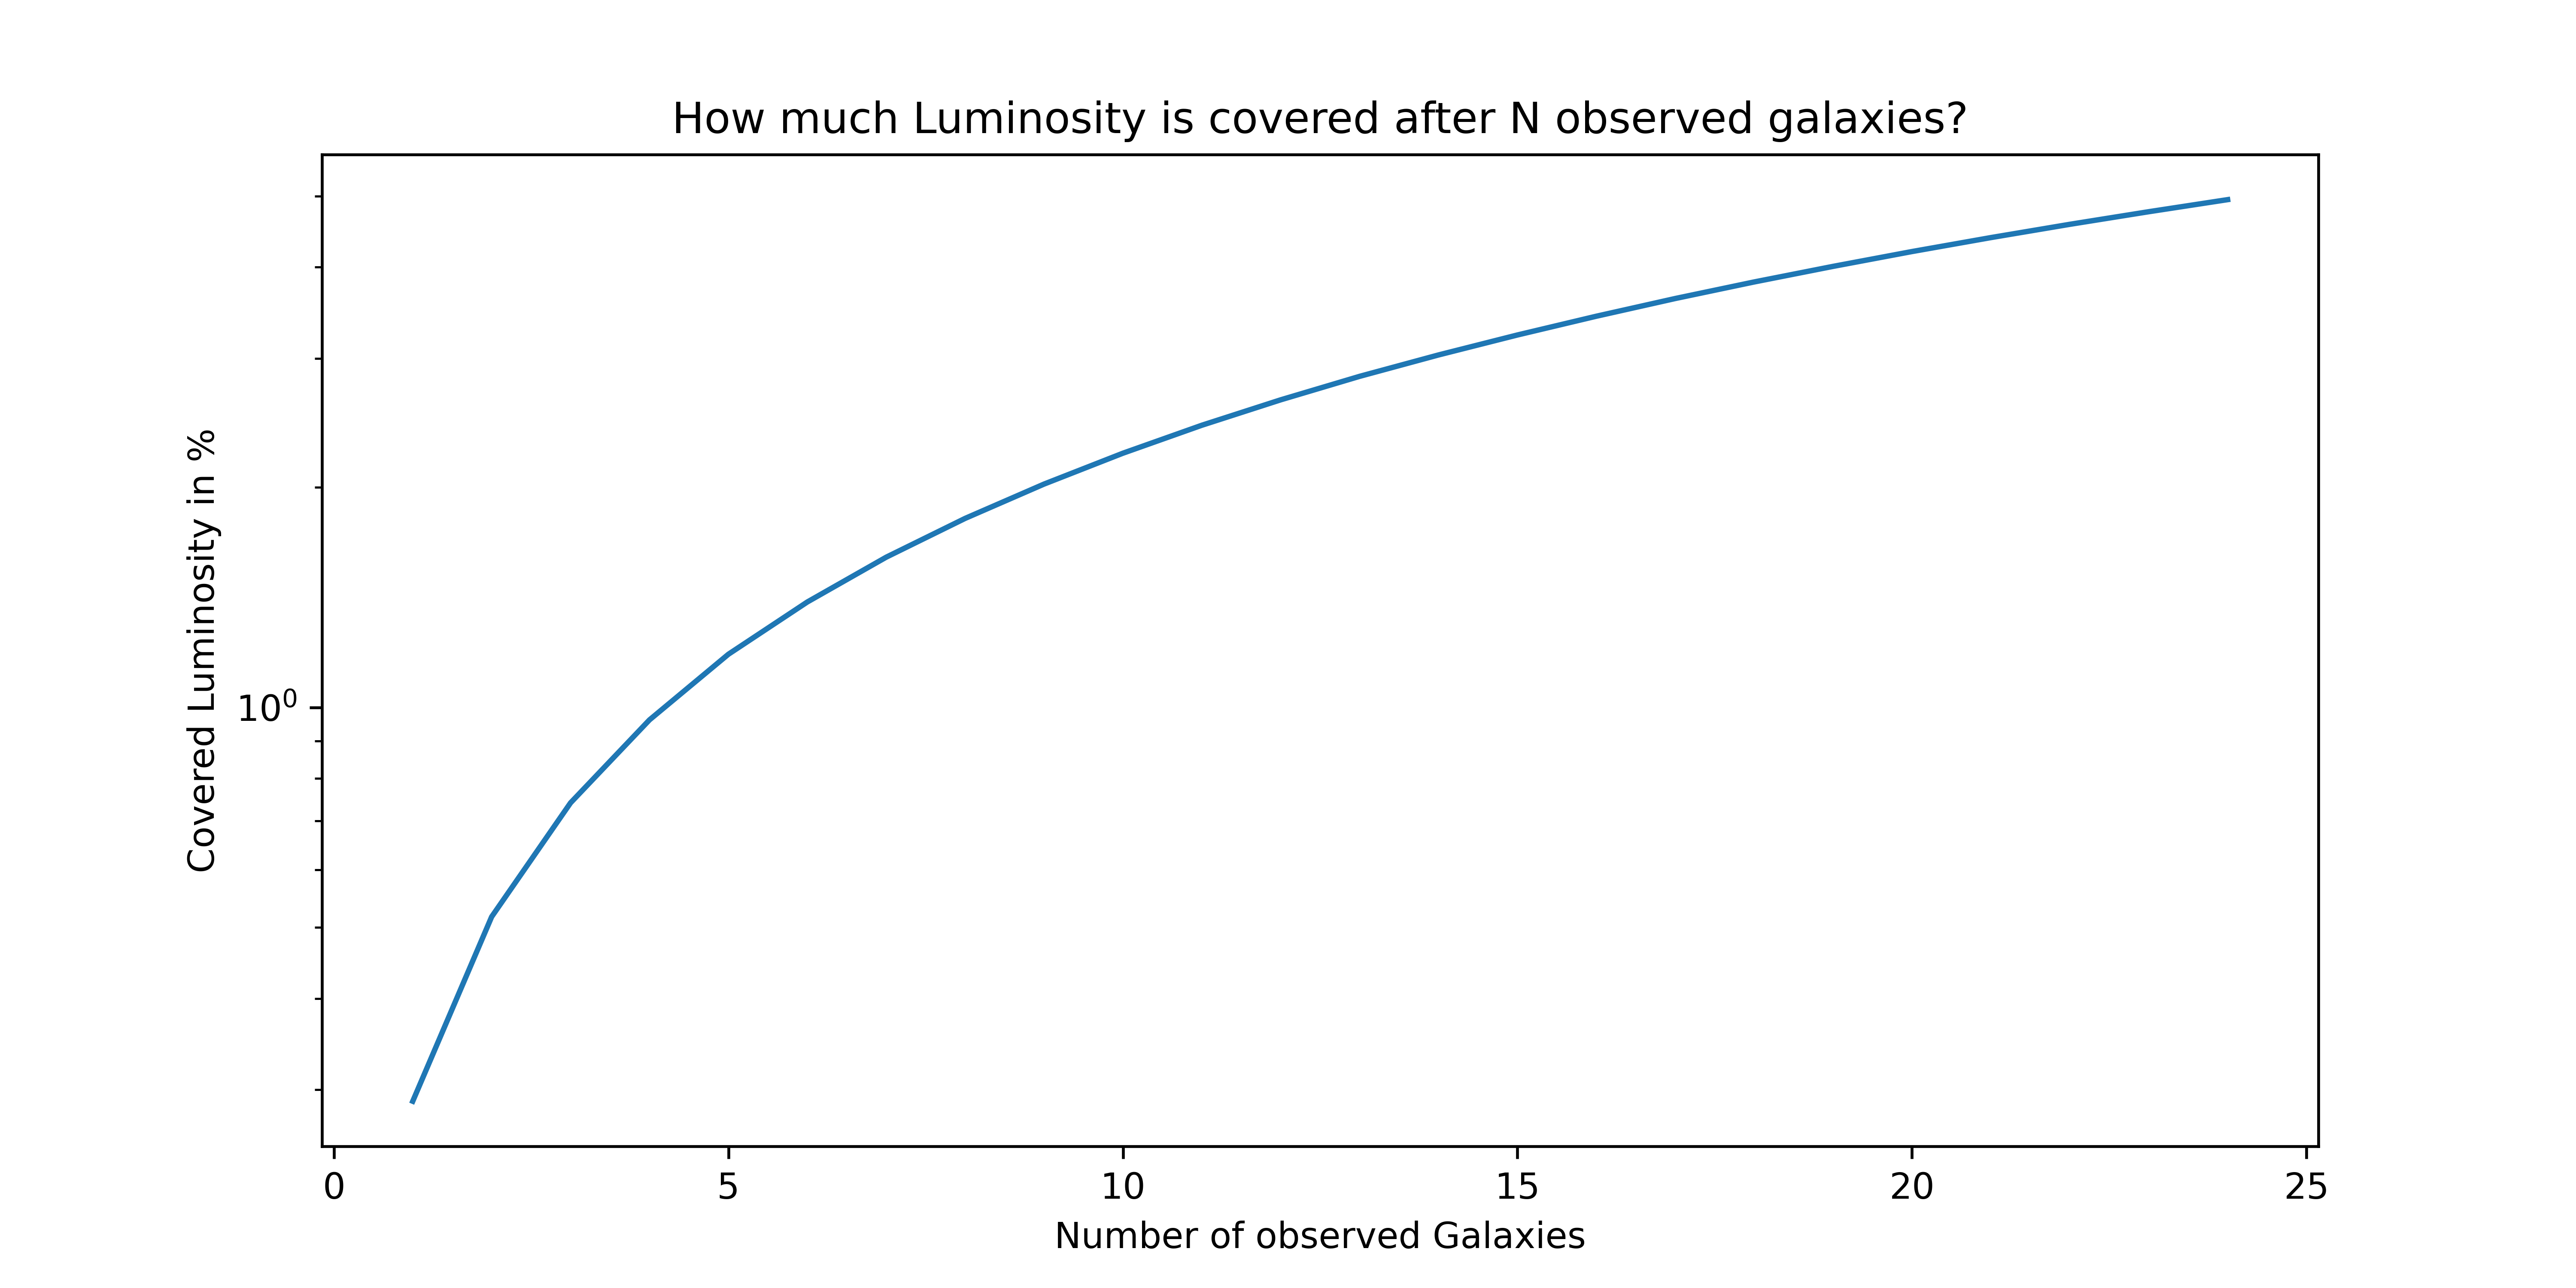 How much Luminosity is covered after N observed galaxies?
Covered Luminosity in %
10⁰
0 5 10 15 20 25
Number of observed Galaxies